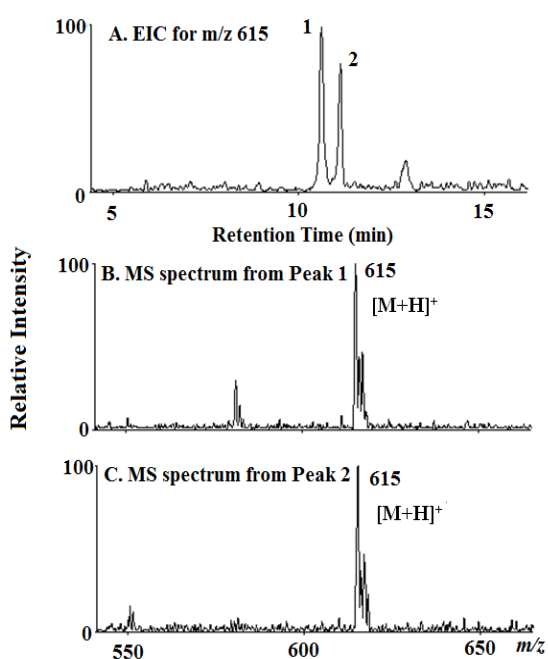 100
A. EIC for m/z 615
1
2
0
5
10
15
Retention Time (min)
Relative Intensity
100
B. MS spectrum from Peak 1
615
[M+H]+
0
100
C. MS spectrum from Peak 2
615
[M+H]+
0
550
600
650
m/z